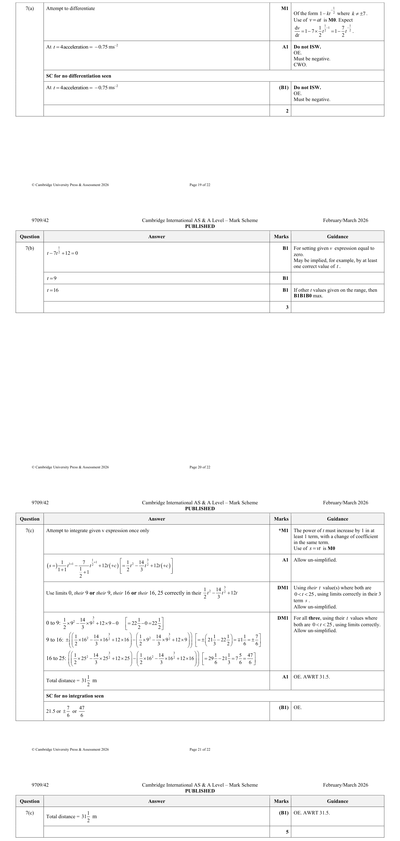 7(a) Attempt to differentiate M1 Of the form 1 − kt^(−1/2) where k ≠ ±7.
Use of v = at is M0. Expect
dv/dt = 1 − 7 × 1/2 t^(−1/2) = 1 − 7/2 t^(−1/2).
At t = 4 acceleration = −0.75 ms⁻² A1 Do not ISW.
OE.
Must be negative.
CWO.
SC for no differentiation seen
At t = 4 acceleration = −0.75 ms⁻² (B1) Do not ISW.
OE.
Must be negative.
2
© Cambridge University Press & Assessment 2026 Page 19 of 22
9709/42 Cambridge International AS & A Level – Mark Scheme February/March 2026
PUBLISHED
Question Answer Marks Guidance
7(b) t − 7t^(1/2) + 12 = 0 B1 For setting given v expression equal to
zero.
May be implied, for example, by at least
one correct value of t.
t = 9 B1
t = 16 B1 If other t values given on the range, then
B1B1B0 max.
3
© Cambridge University Press & Assessment 2026 Page 20 of 22
9709/42 Cambridge International AS & A Level – Mark Scheme February/March 2026
PUBLISHED
Question Answer Marks Guidance
7(c) Attempt to integrate given v expression once only *M1 The power of t must increase by 1 in at
least 1 term, with a change of coefficient
in the same term.
Use of s = vt is M0
A1 Allow un-simplified.
Use limits 0, their 9 or their 9, their 16 or their 16, 25 correctly in their 1/2 t² − 14/3 t^(3/2) + 12t DM1 Using their t values where both are
0 < t < 25, using limits correctly in their 3
term s.
Allow un-simplified.
0 to 9: DM1 For all three, using their t values where
both are 0 < t < 25, using limits correctly.
Allow un-simplified.
9 to 16:
16 to 25:
Total distance = 31 1/2 m A1 OE. AWRT 31.5.
SC for no integration seen
21.5 or ± 7/6 or 47/6 (B1) OE.
© Cambridge University Press & Assessment 2026 Page 21 of 22
9709/42 Cambridge International AS & A Level – Mark Scheme February/March 2026
PUBLISHED
Question Answer Marks Guidance
7(c) Total distance = 31 1/2 m (B1) OE. AWRT 31.5.
5